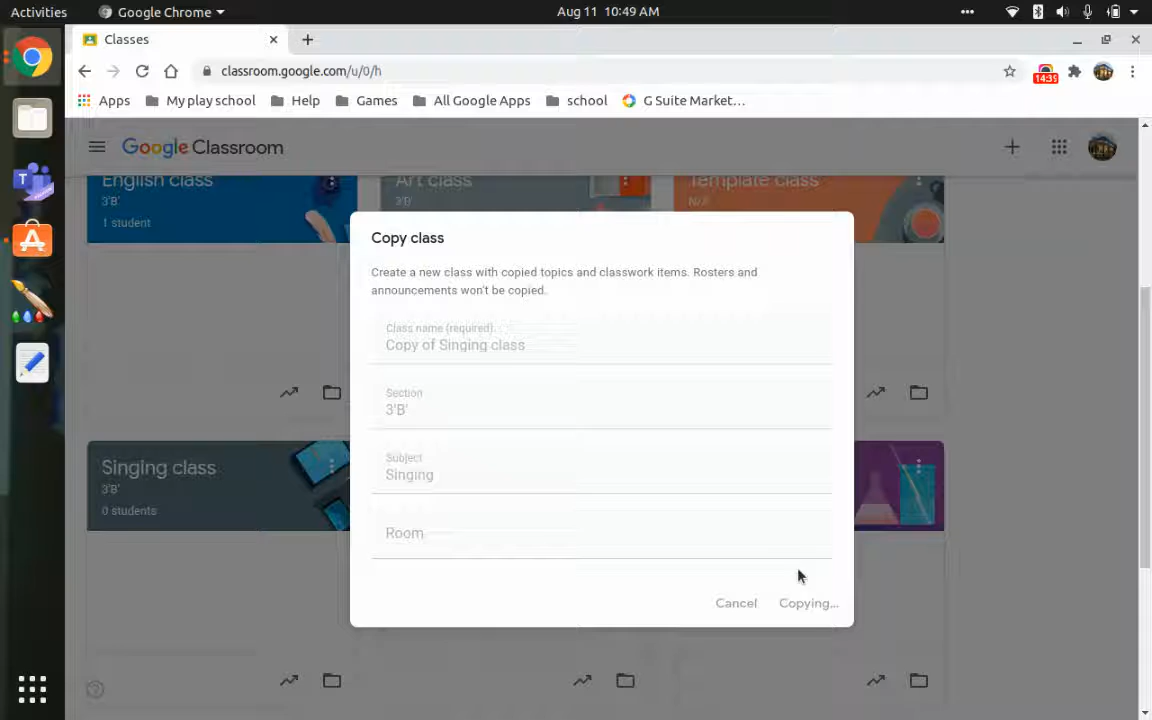 Activities
Google Chrome
Aug 11 10:49 AM
Classes
classroom.google.com/u/0/h
14:35
Apps
My play school
Help
Games
All Google Apps
school
G Suite Market...
Google Classroom
English class
3'B'
1 student
Art class
3'B'
Template class
N/A
Copy class
Create a new class with copied topics and classwork items. Rosters and
announcements won't be copied.
Class name (required)
Copy of Singing class
Section
3'B'
Subject
Singing
Room
Cancel
Copying...
Singing class
3'B'
0 students